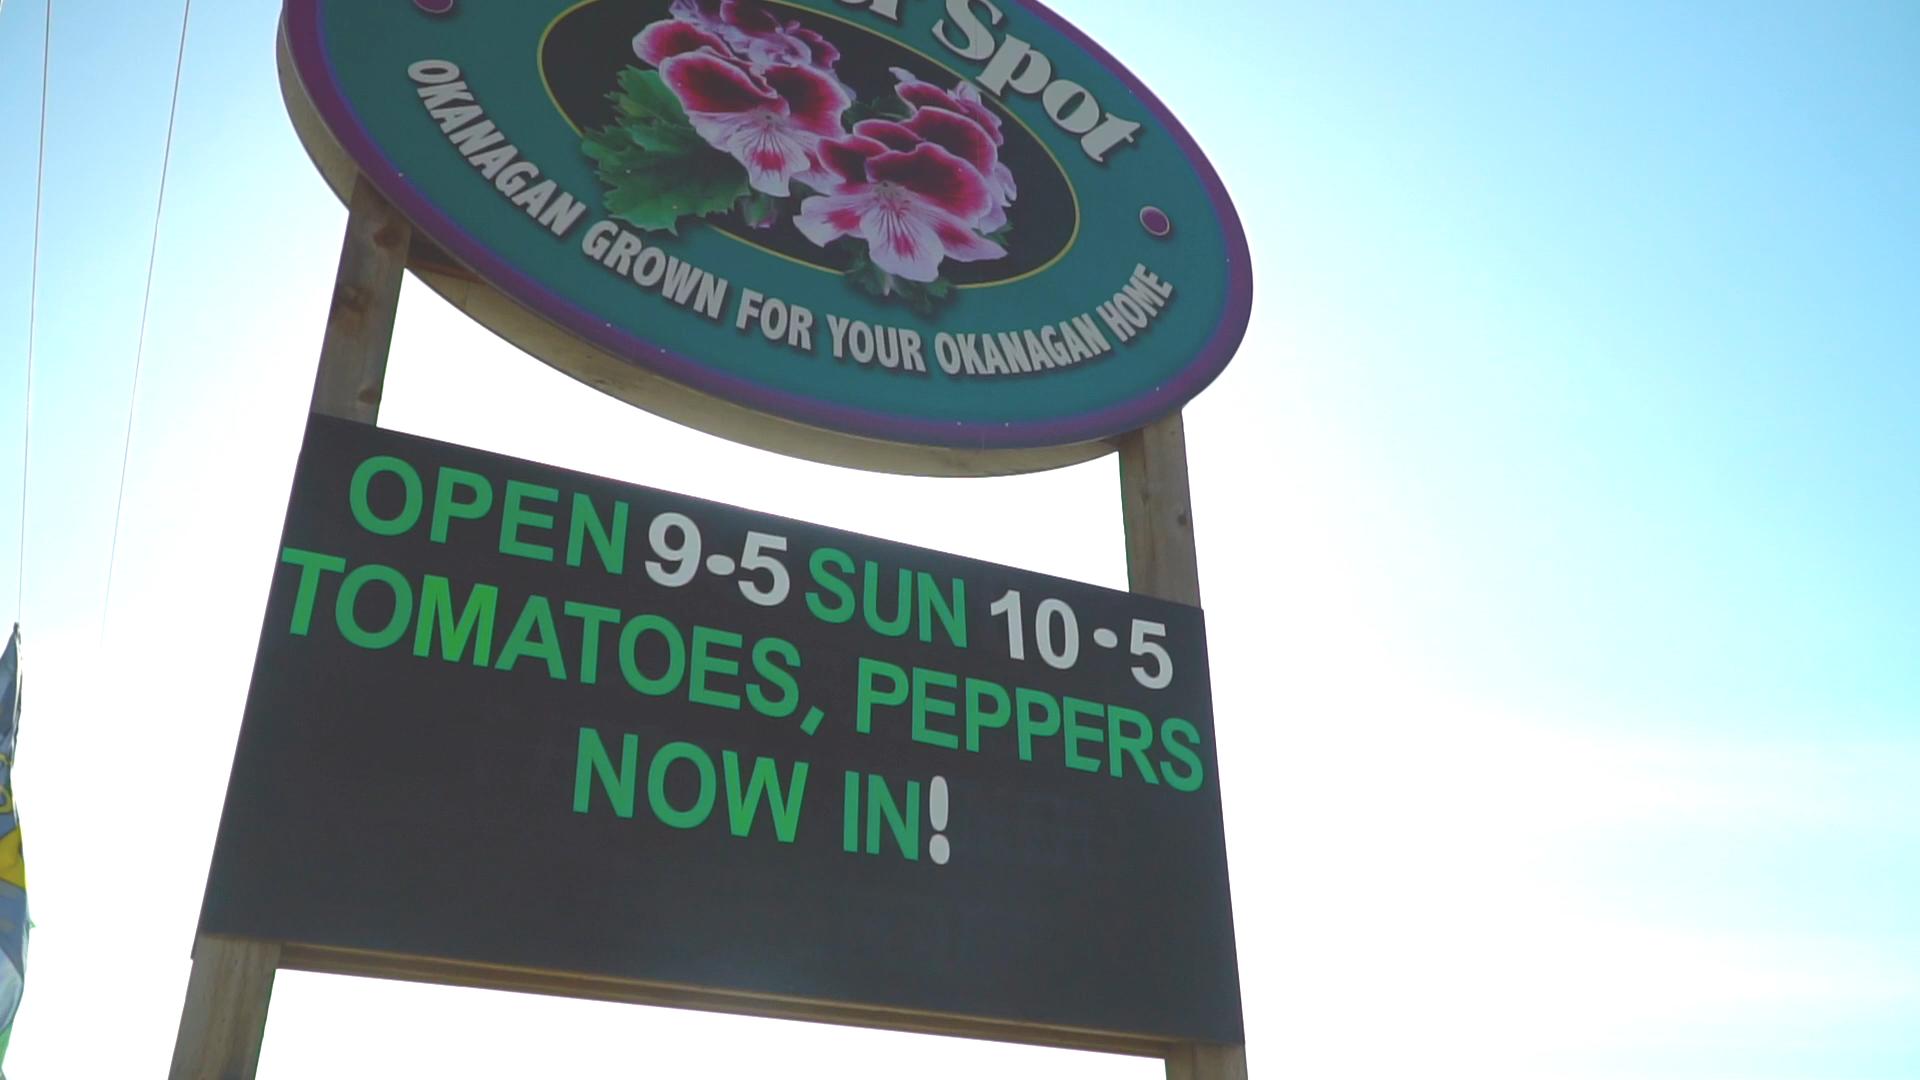 Spot
OKANAGAN GROWN FOR YOUR OKANAGAN HOME
OPEN 9-5 SUN 10•5
TOMATOES, PEPPERS
NOW IN!